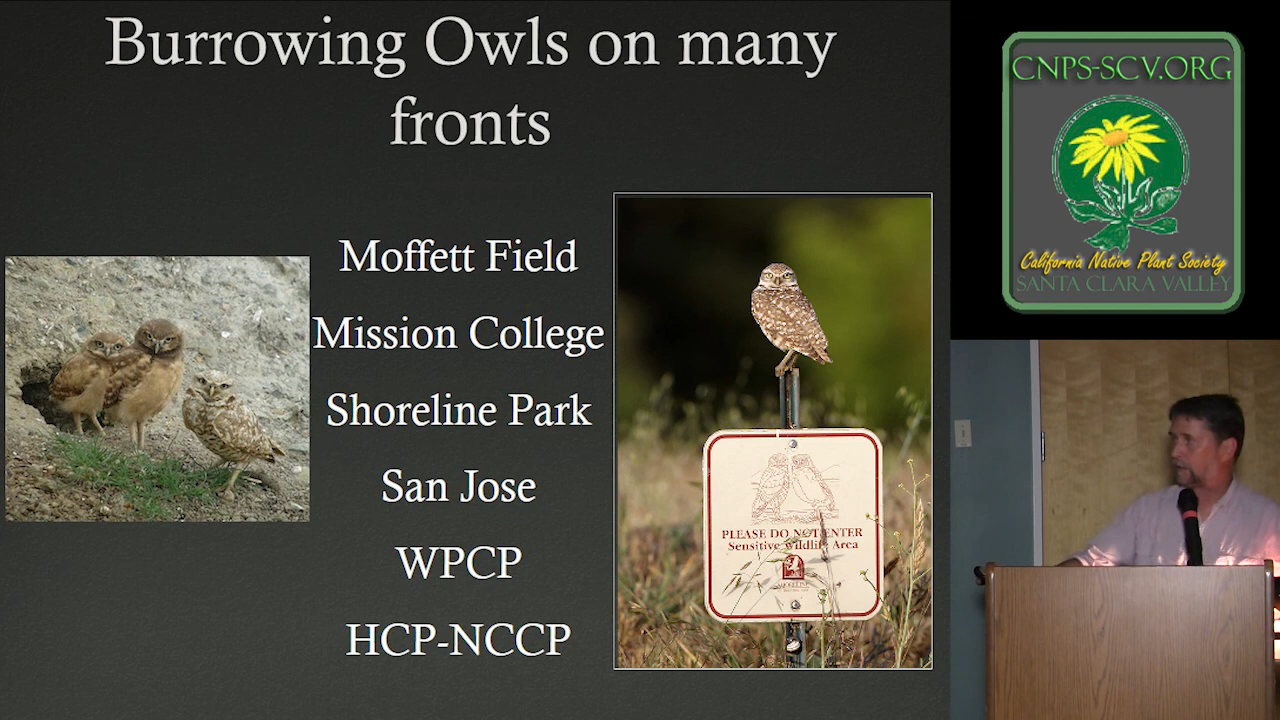 Burrowing Owls on many
fronts
Moffett Field
Mission College
Shoreline Park
San Jose
WPCP
HCP-NCCP
PLEASE DO NOT ENTER
Sensitive Wildlife Area
SHORELINE
CNPS-SCV.ORG
California Native Plant Society
SANTA CLARA VALLEY